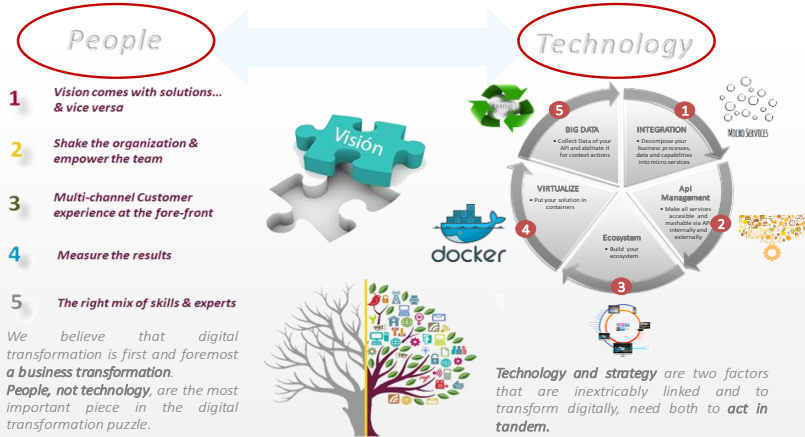 People
1 Vision comes with solutions...
& vice versa
2 Shake the organization &
empower the team
3 Multi-channel Customer
experience at the fore-front
4 Measure the results
5 The right mix of skills & experts
We believe that digital
transformation is first and foremost
a business transformation.
People, not technology, are the most
important piece in the digital
transformation puzzle.
Visión
docker
Technology
1
INTEGRATION
• Decompose your
business processes,
data and capabilities
into micro services
MICRO SERVICES
2
Api
Management
• Make all services
accesible and
mashable via API
internally and
externally
3
Ecosystem
• Build your
ecosystem
4
VIRTUALIZE
• Put your solution in
containers
5
BIG DATA
• Collect Data of your
API and abilitate it
for context actions
Technology and strategy are two factors
that are inextricably linked and to
transform digitally, need both to act in
tandem.